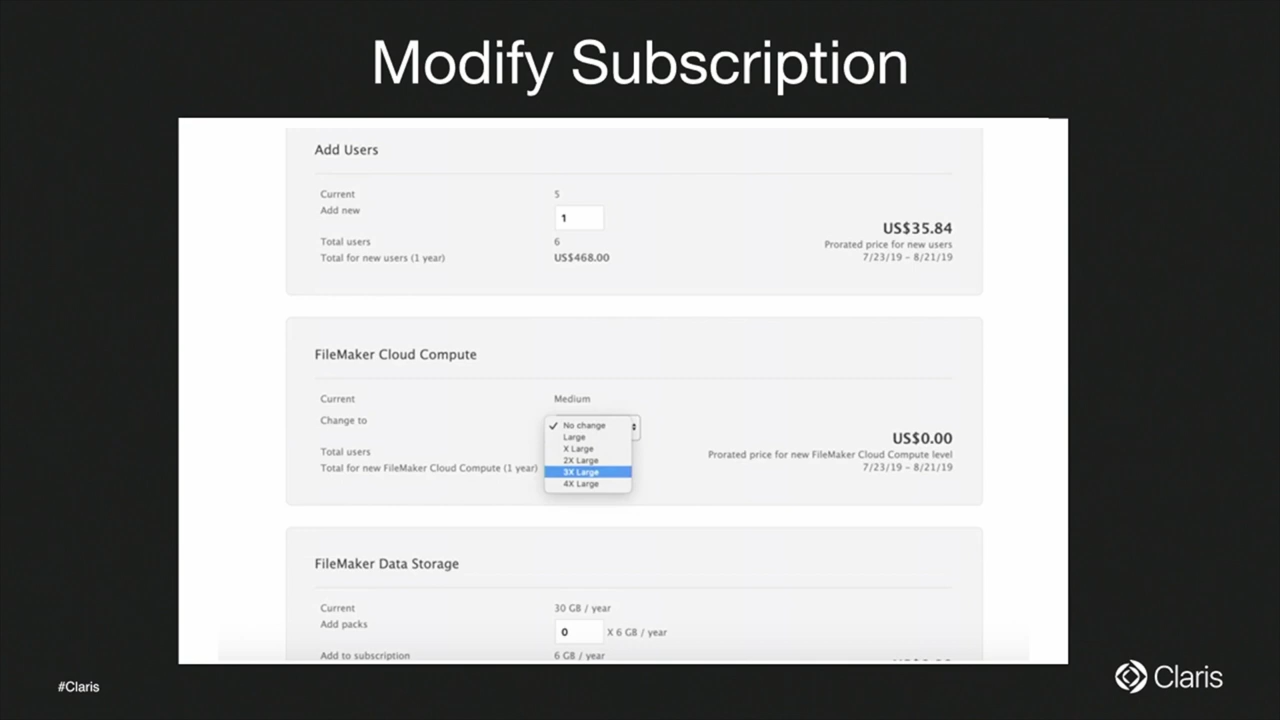 Modify Subscription
Add Users
Current 5
Add new 1
US$35.84
Total users 6
Prorated price for new users
Total for new users (1 year) US$468.00
7/23/19 – 8/21/19
FileMaker Cloud Compute
Current Medium
Change to
✓ No change
Large
X Large
2X Large
3X Large
4X Large
US$0.00
Total users
Prorated price for new FileMaker Cloud Compute level
Total for new FileMaker Cloud Compute (1 year)
7/23/19 – 8/21/19
FileMaker Data Storage
Current 30 GB / year
Add packs 0 X 6 GB / year
Add to subscription 6 GB / year
#Claris
Claris